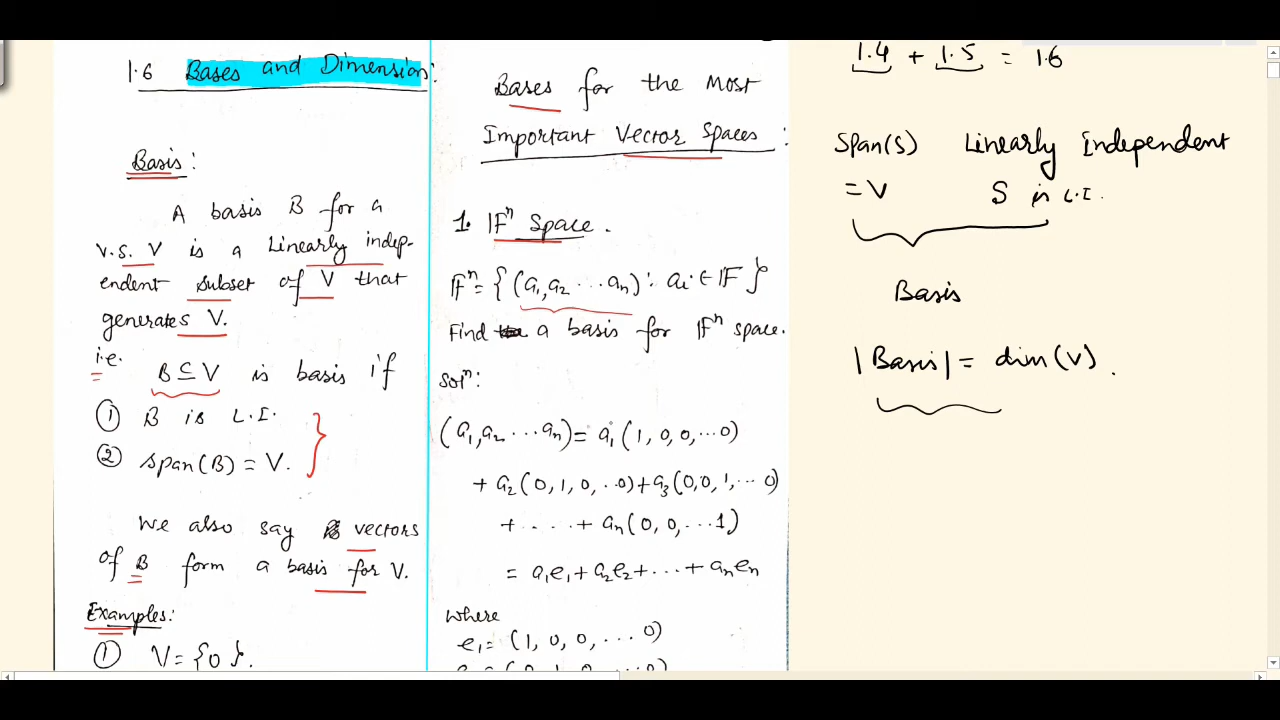 1.6 Bases and Dimension:
Basis:
A basis B for a
v.s. V is a Linearly indep-
endent subset of V that
generates V.
i.e. B ⊆ V is basis if
① B is L.I.
② span(B) = V.
We also say vectors
of B form a basis for V.
Examples:
① V = {0}.
Bases for the Most
Important Vector Spaces:
1. Fⁿ Space.
Fⁿ = { (a₁, a₂ ... aₙ) : aᵢ ∈ F }
Find a basis for Fⁿ space.
Solⁿ:
(a₁, a₂ ... aₙ) = a₁(1, 0, 0, ... 0)
+ a₂(0, 1, 0, ... 0) + a₃(0, 0, 1, ... 0)
+ .... + aₙ(0, 0, ... 1)
= a₁e₁ + a₂e₂ + ... + aₙeₙ
where
e₁ = (1, 0, 0, ... 0)
1.4 + 1.5 = 1.6
Span(S) Linearly Independent
= V S is L.I.
Basis
|Basis| = dim(V).